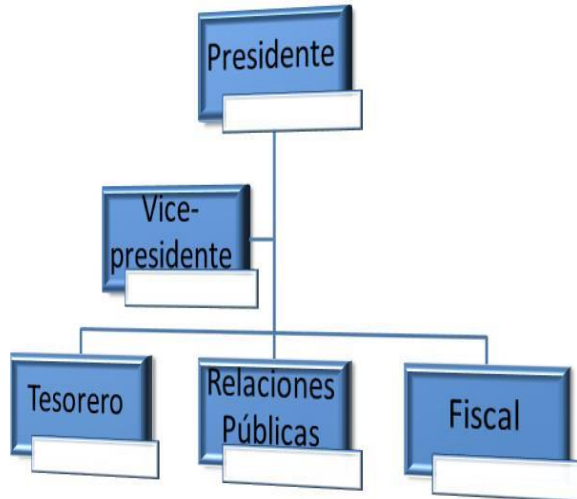 Presidente
Vice-
presidente
Tesorero
Relaciones
Públicas
Fiscal